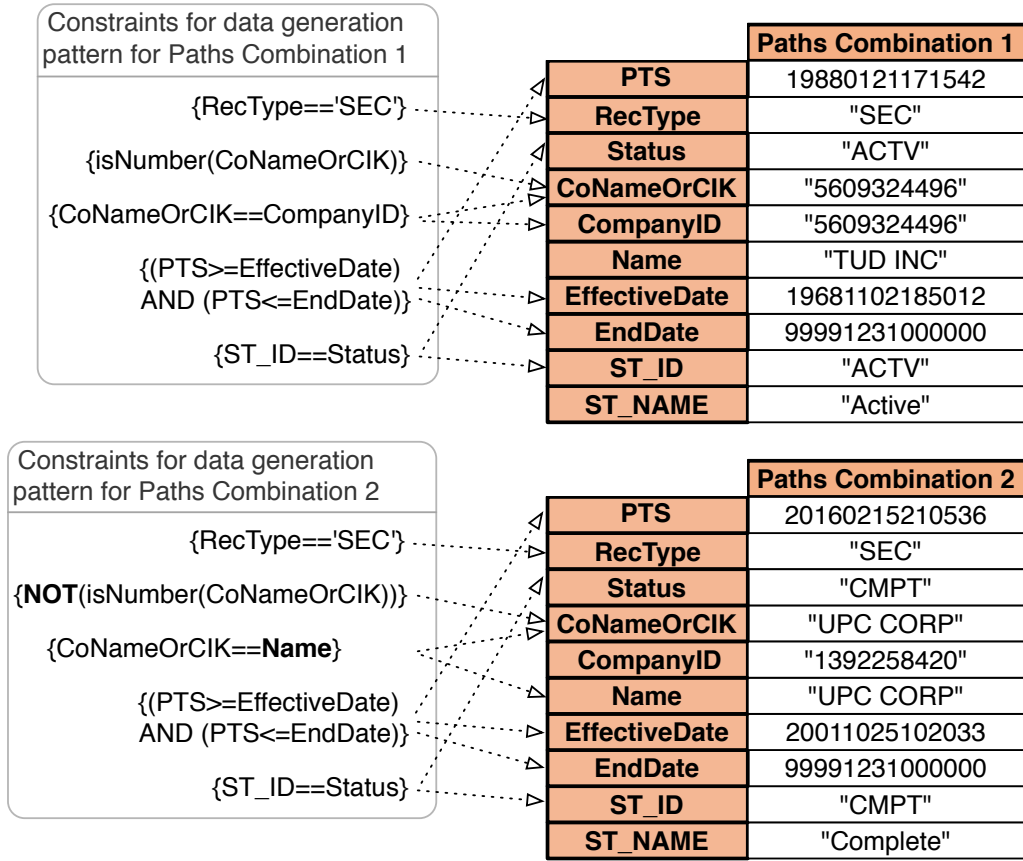 Constraints for data generation
pattern for Paths Combination 1
{RecType=='SEC'}
{isNumber(CoNameOrCIK)}
{CoNameOrCIK==CompanyID}
{(PTS>=EffectiveDate)
AND (PTS<=EndDate)}
{ST_ID==Status}
Paths Combination 1
PTS 19880121171542
RecType "SEC"
Status "ACTV"
CoNameOrCIK "5609324496"
CompanyID "5609324496"
Name "TUD INC"
EffectiveDate 19681102185012
EndDate 99991231000000
ST_ID "ACTV"
ST_NAME "Active"
Constraints for data generation
pattern for Paths Combination 2
{RecType=='SEC'}
{NOT(isNumber(CoNameOrCIK))}
{CoNameOrCIK==Name}
{(PTS>=EffectiveDate)
AND (PTS<=EndDate)}
{ST_ID==Status}
Paths Combination 2
PTS 20160215210536
RecType "SEC"
Status "CMPT"
CoNameOrCIK "UPC CORP"
CompanyID "1392258420"
Name "UPC CORP"
EffectiveDate 20011025102033
EndDate 99991231000000
ST_ID "CMPT"
ST_NAME "Complete"